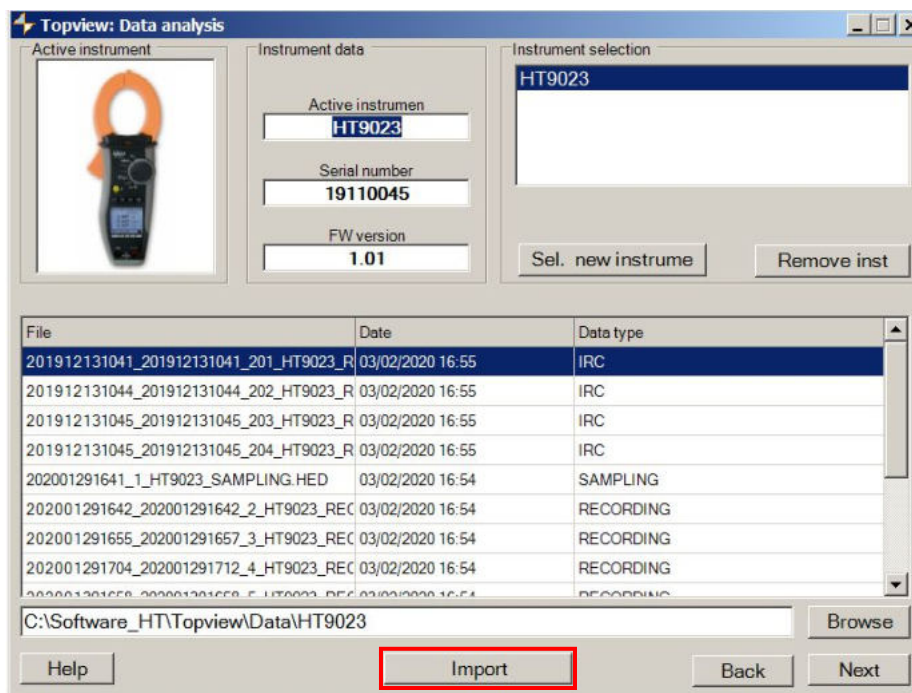 Topview: Data analysis
Active instrument
Instrument data
Active instrumen
HT9023
Serial number
19110045
FW version
1.01
Instrument selection
HT9023
Sel. new instrume
Remove inst
File Date Data type
201912131041_201912131041_201_HT9023_R 03/02/2020 16:55 IRC
201912131044_201912131044_202_HT9023_R 03/02/2020 16:55 IRC
201912131045_201912131045_203_HT9023_R 03/02/2020 16:55 IRC
201912131045_201912131045_204_HT9023_R 03/02/2020 16:55 IRC
202001291641_1_HT9023_SAMPLING.HED 03/02/2020 16:54 SAMPLING
202001291642_202001291642_2_HT9023_REC 03/02/2020 16:54 RECORDING
202001291655_202001291657_3_HT9023_REC 03/02/2020 16:54 RECORDING
202001291704_202001291712_4_HT9023_REC 03/02/2020 16:54 RECORDING
C:\Software_HT\Topview\Data\HT9023
Browse
Help
Import
Back
Next